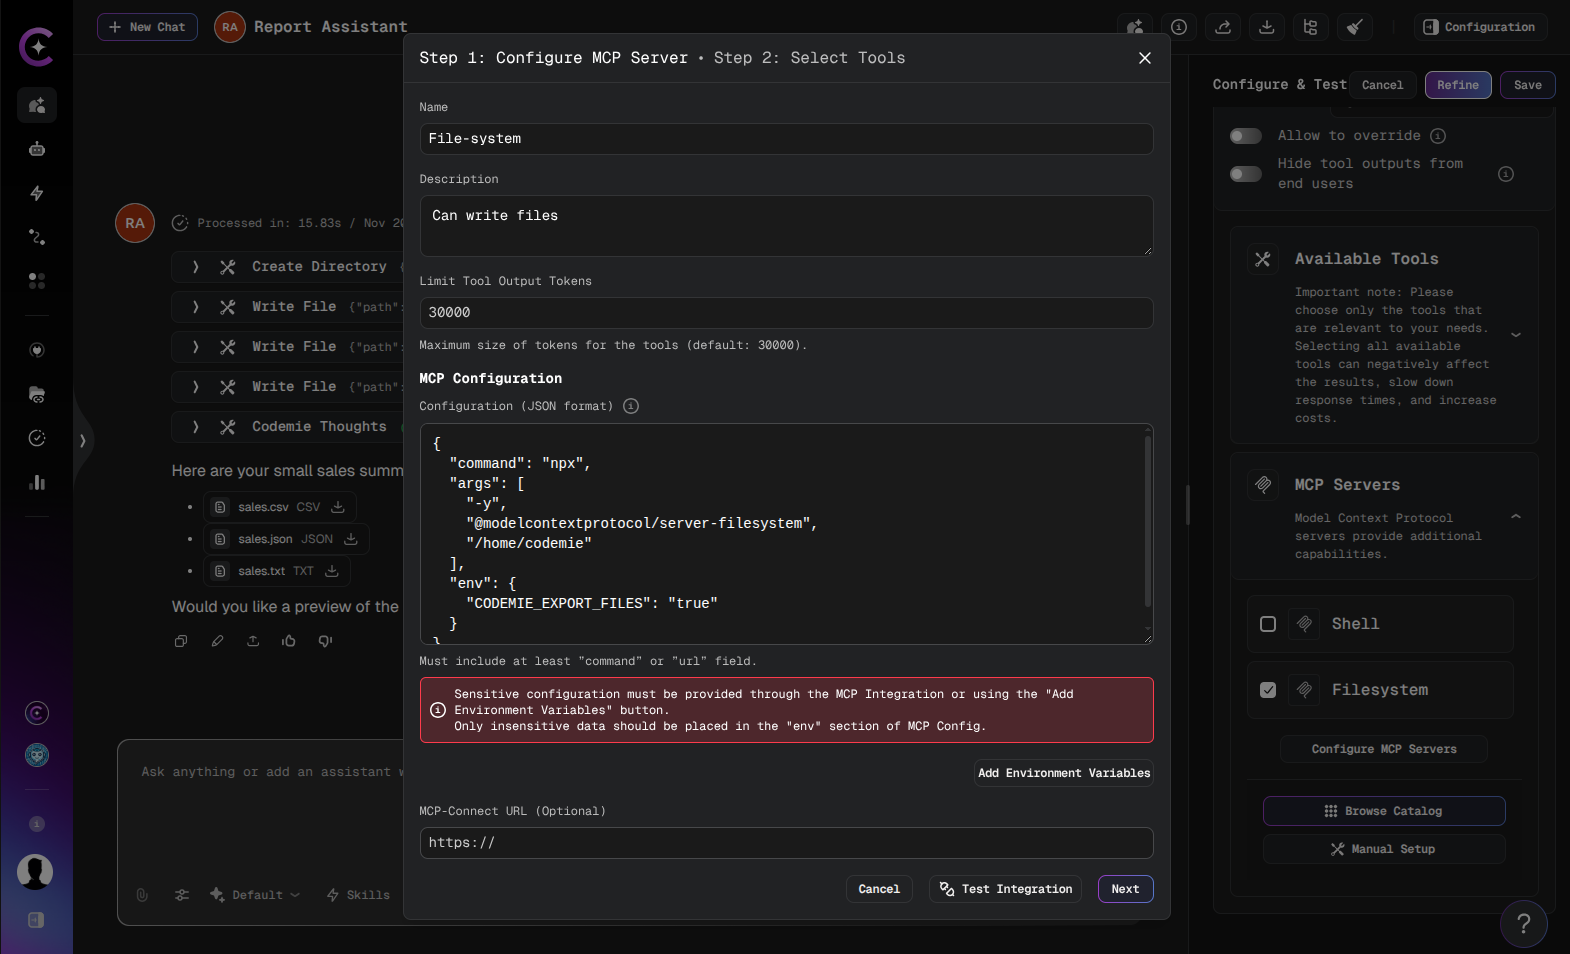 New Chat
RA
Report Assistant
Configuration
Step 1: Configure MCP Server • Step 2: Select Tools
Name
File-system
Description
Can write files
Limit Tool Output Tokens
30000
Maximum size of tokens for the tools (default: 30000).
MCP Configuration
Configuration (JSON format)
{
"command": "npx",
"args": [
"-y",
"@modelcontextprotocol/server-filesystem",
"/home/codemie"
],
"env": {
"CODEMIE_EXPORT_FILES": "true"
}
}
Must include at least "command" or "url" field.
Sensitive configuration must be provided through the MCP Integration or using the "Add
Environment Variables" button.
Only insensitive data should be placed in the "env" section of MCP Config.
Add Environment Variables
MCP-Connect URL (Optional)
https://
Cancel
Test Integration
Next
RA
Processed in: 15.83s / Nov 20
Create Directory {
Write File {"path":
Write File {"path":
Write File {"path":
Codemie Thoughts
Here are your small sales summ
• sales.csv CSV
• sales.json JSON
• sales.txt TXT
Would you like a preview of the
Ask anything or add an assistant w
Default
Skills
Configure & Test
Cancel
Refine
Save
Allow to override
Hide tool outputs from
end users
Available Tools
Important note: Please
choose only the tools that
are relevant to your needs.
Selecting all available
tools can negatively affect
the results, slow down
response times, and increase
costs.
MCP Servers
Model Context Protocol
servers provide additional
capabilities.
Shell
Filesystem
Configure MCP Servers
Browse Catalog
Manual Setup
?